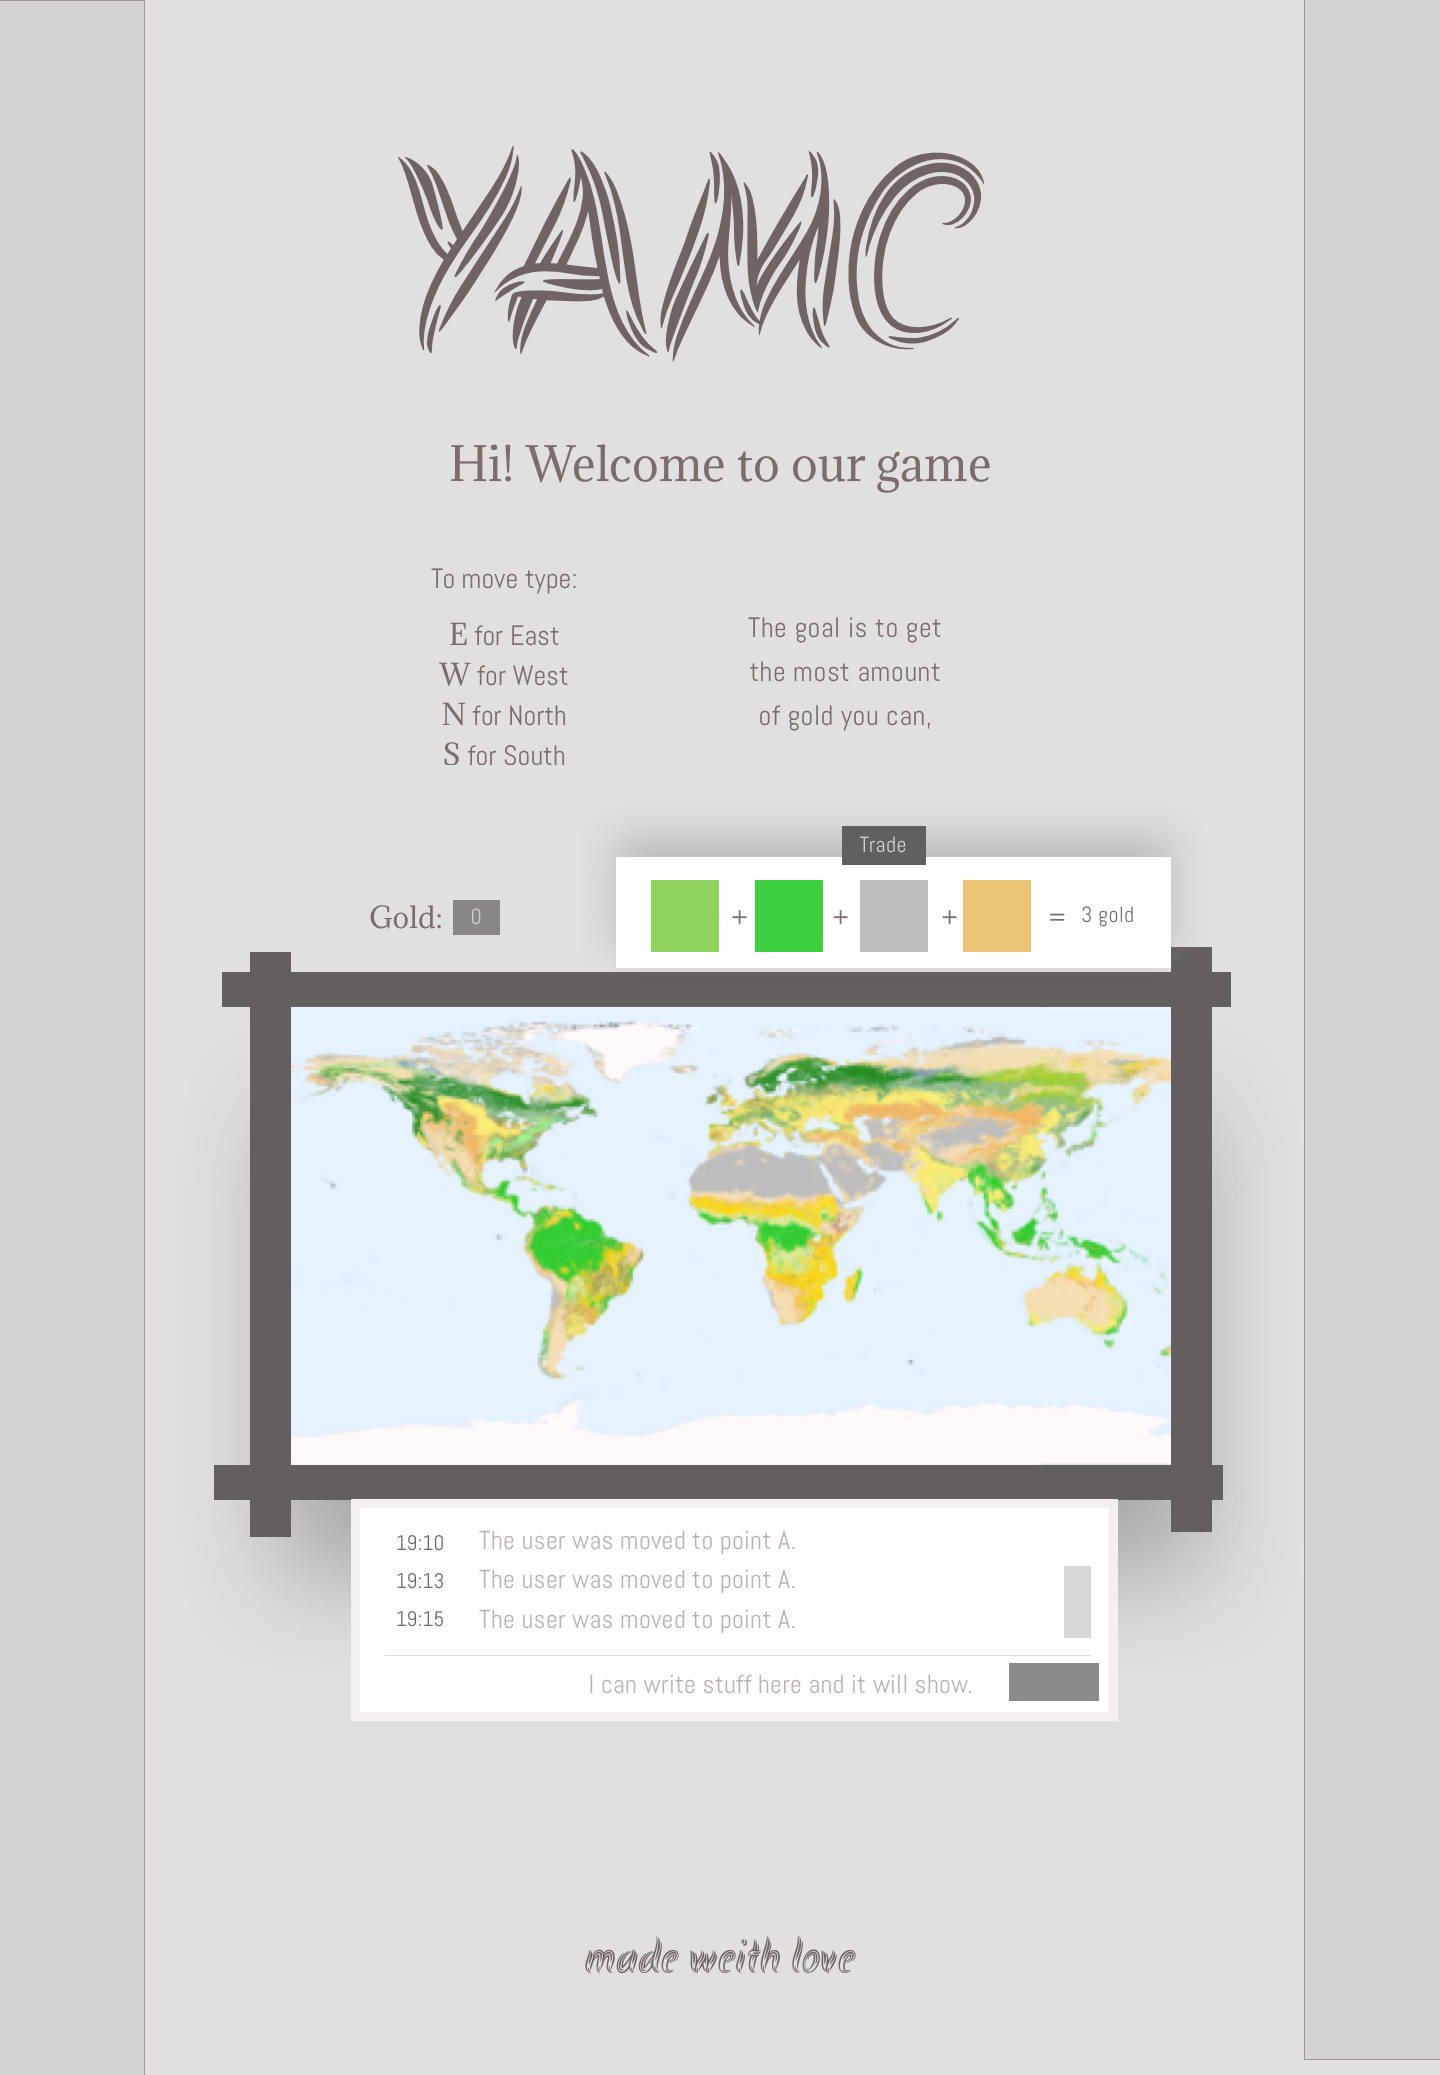 YAMC
Hi! Welcome to our game
To move type:
E for East
W for West
N for North
S for South
The goal is to get
the most amount
of gold you can,
Trade
Gold: 0
+ + + = 3 gold
19:10 The user was moved to point A.
19:13 The user was moved to point A.
19:15 The user was moved to point A.
I can write stuff here and it will show.
made weith love